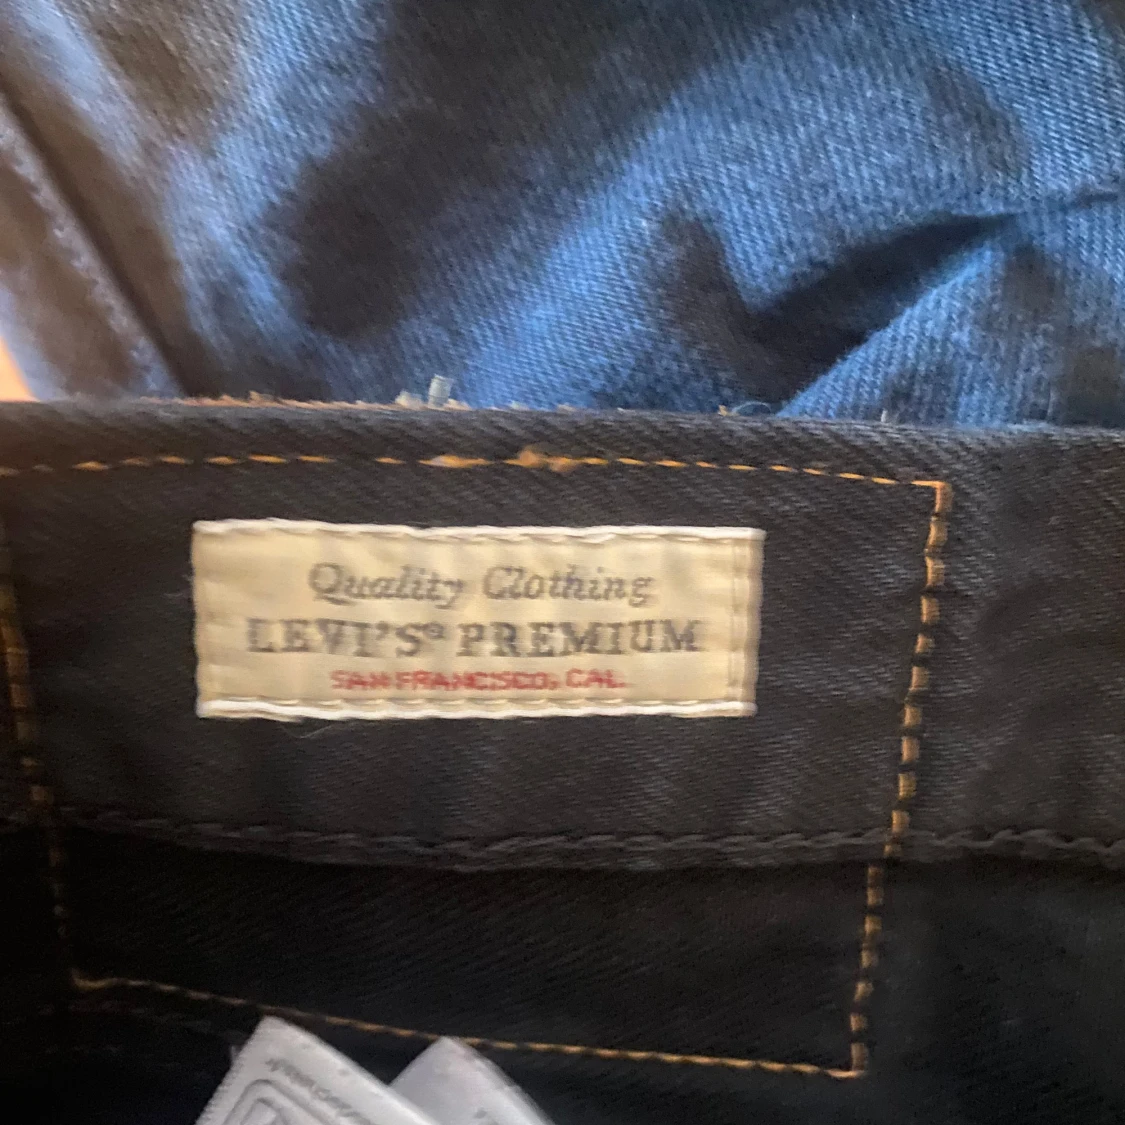 Quality Clothing
LEVI'S® PREMIUM
SAN FRANCISCO, CAL.